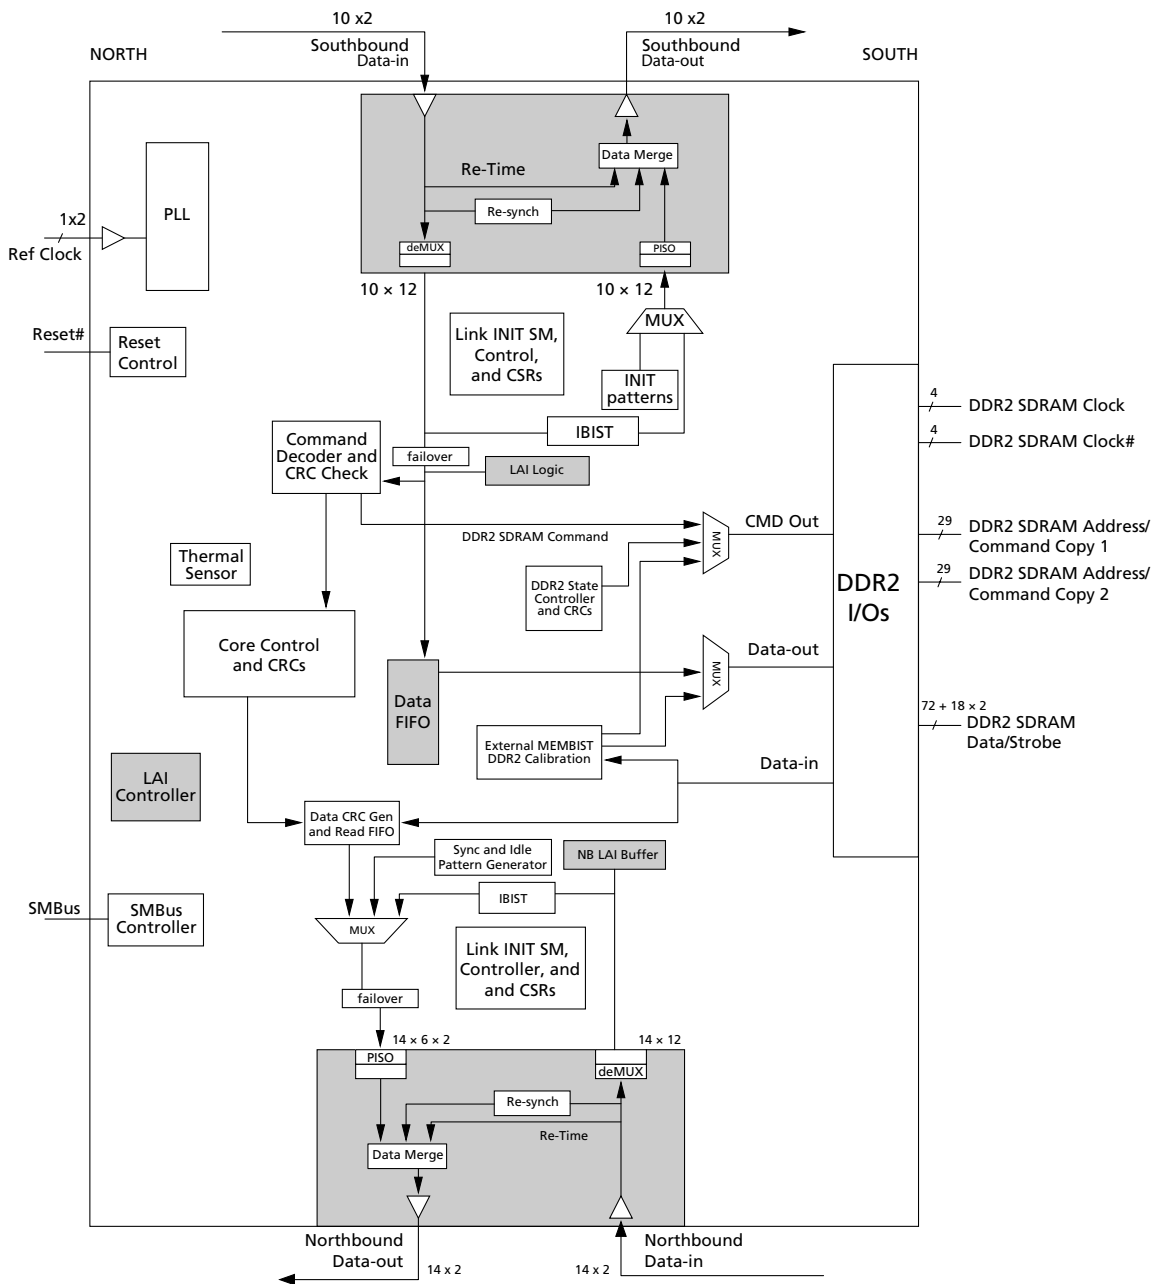 10 x2
10 x2
NORTH
Southbound
Data-in
Southbound
Data-out
SOUTH
Data Merge
Re-Time
PLL
1x2
Re-synch
Ref Clock
deMUX
PISO
10 × 12
10 × 12
Reset#
Reset
Control
Link INIT SM,
Control,
and CSRs
MUX
INIT
patterns
4
DDR2 SDRAM Clock
IBIST
4
DDR2 SDRAM Clock#
Command
Decoder and
CRC Check
failover
LAI Logic
CMD Out
29
DDR2 SDRAM Address/
Command Copy 1
DDR2 SDRAM Command
MUX
Thermal
Sensor
29
DDR2 SDRAM Address/
Command Copy 2
DDR2 State
Controller
and CRCs
DDR2
I/Os
Core Control
and CRCs
Data-out
MUX
Data
FIFO
72 + 18 × 2
DDR2 SDRAM
Data/Strobe
External MEMBIST
DDR2 Calibration
Data-in
LAI
Controller
Data CRC Gen
and Read FIFO
Sync and Idle
Pattern Generator
NB LAI Buffer
IBIST
SMBus
SMBus
Controller
MUX
Link INIT SM,
Controller, and
and CSRs
failover
14 × 6 × 2
14 × 12
PISO
deMUX
Re-synch
Re-Time
Data Merge
Northbound
Data-out
Northbound
Data-in
14 x 2
14 x 2